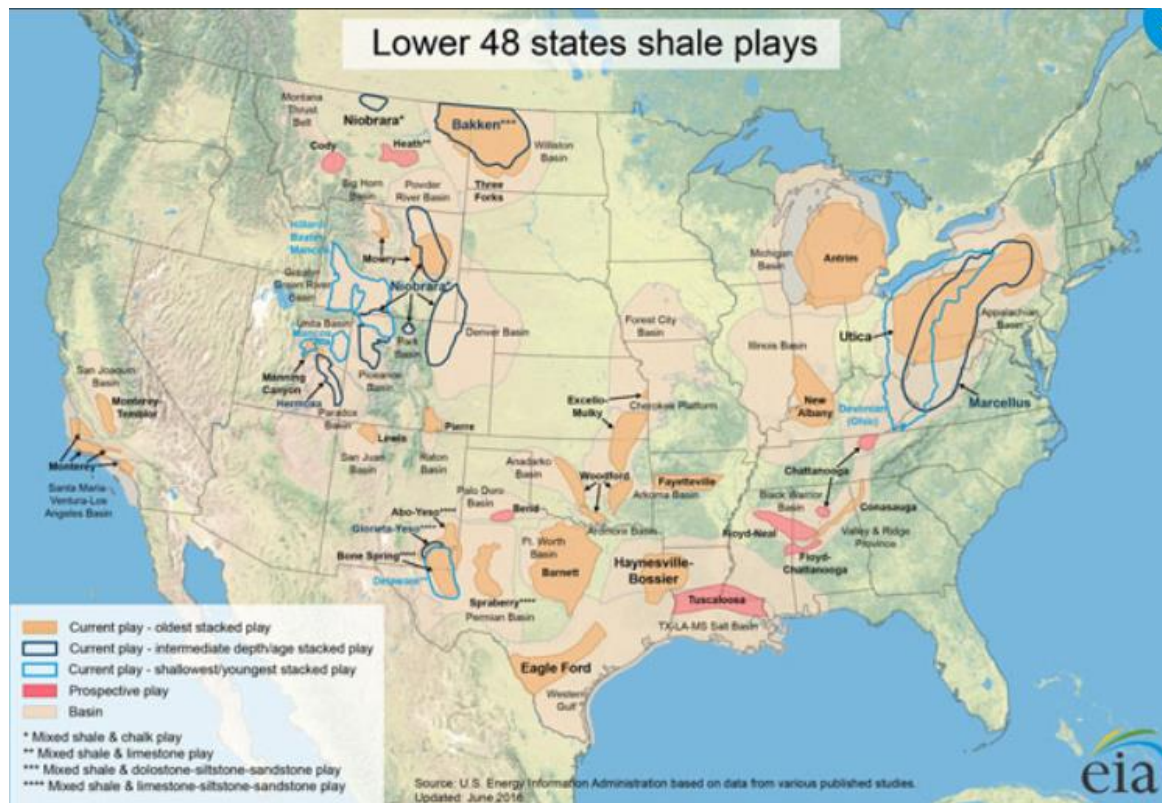 Lower 48 states shale plays
Montana
Thrust
Belt
Niobrara*
Bakken***
Cody
Heath**
Williston
Basin
Big Horn
Basin
Powder
River Basin
Three
Forks
Hilliard
Baxter
Mancos
Mowry
Greater
Green River
Basin
Niobrara*
Michigan
Basin
Antrim
Uinta Basin
Mancos
Park
Basin
Denver Basin
Forest City
Basin
Illinois Basin
Utica
Appalachian
Basin
Manning
Canyon
Piceance
Basin
Hermosa
San Joaquin
Basin
Monterey-
Temblor
Paradox
Basin
Excello-
Mulky
Cherokee Platform
New
Albany
Devonian
(Ohio)
Marcellus
Pierre
Lewis
San Juan
Basin
Raton
Basin
Monterey
Santa Maria-
Ventura-Los
Angeles Basin
Anadarko
Basin
Woodford
Fayetteville
Arkoma Basin
Chattanooga
Black Warrior
Basin
Conasauga
Palo Duro
Basin
Bend
Abo-Yeso****
Glorieta-Yeso****
Ardmore Basin
Floyd-Neal
Valley & Ridge
Province
Bone Spring****
Delaware
Ft. Worth
Basin
Barnett
Haynesville-
Bossier
Floyd-
Chattanooga
Spraberry****
Permian Basin
Tuscaloosa
TX-LA-MS Salt Basin
Eagle Ford
Western
Gulf
Current play - oldest stacked play
Current play - intermediate depth/age stacked play
Current play - shallowest/youngest stacked play
Prospective play
Basin
* Mixed shale & chalk play
** Mixed shale & limestone play
*** Mixed shale & dolostone-siltstone-sandstone play
**** Mixed shale & limestone-siltstone-sandstone play
Source: U.S. Energy Information Administration based on data from various published studies.
Updated: June 2016
eia